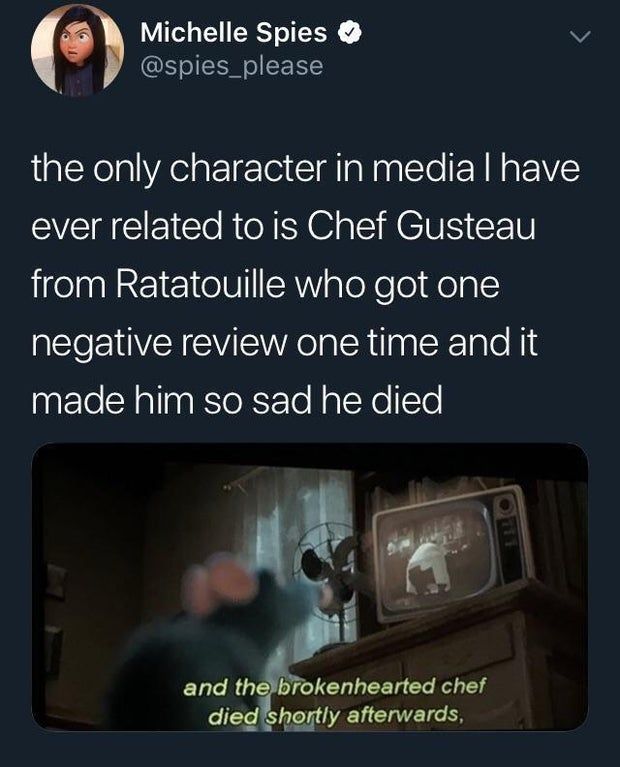 Michelle Spies
@spies_please
the only character in media I have
ever related to is Chef Gusteau
from Ratatouille who got one
negative review one time and it
made him so sad he died
and the brokenhearted chef
died shortly afterwards,